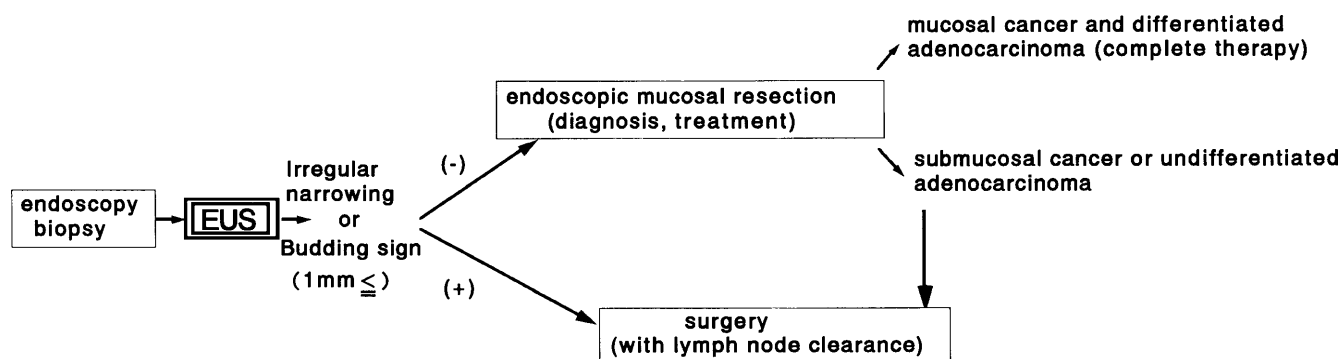 endoscopy
biopsy
EUS
Irregular
narrowing
or
Budding sign
(1mm ≦)
(-)
(+)
endoscopic mucosal resection
(diagnosis, treatment)
mucosal cancer and differentiated
adenocarcinoma (complete therapy)
submucosal cancer or undifferentiated
adenocarcinoma
surgery
(with lymph node clearance)